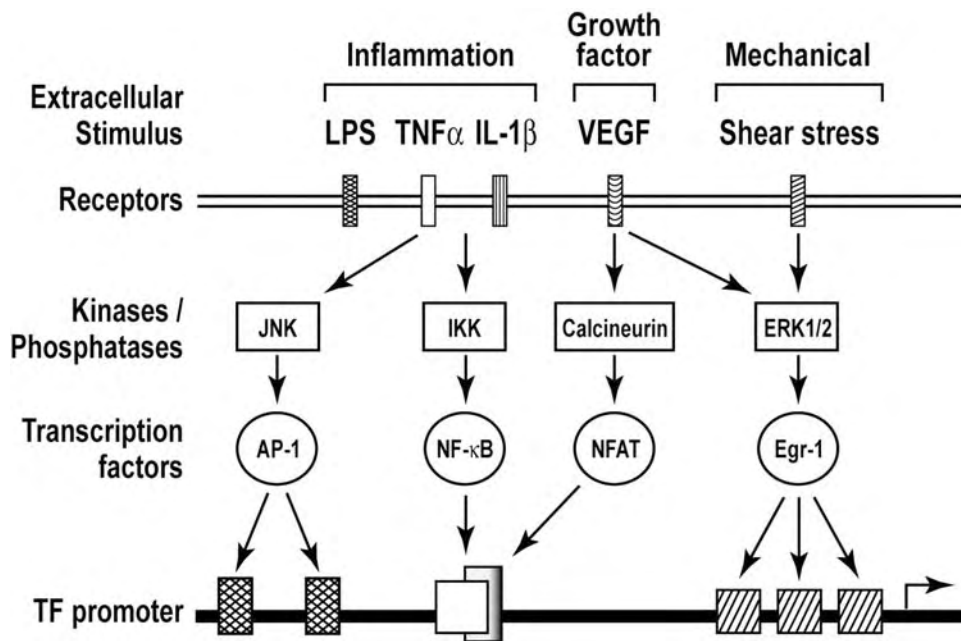 Inflammation
Growth
factor
Mechanical
Extracellular
Stimulus
LPS TNFα IL-1β VEGF Shear stress
Receptors
Kinases /
Phosphatases
JNK IKK Calcineurin ERK1/2
Transcription
factors
AP-1 NF-κB NFAT Egr-1
TF promoter